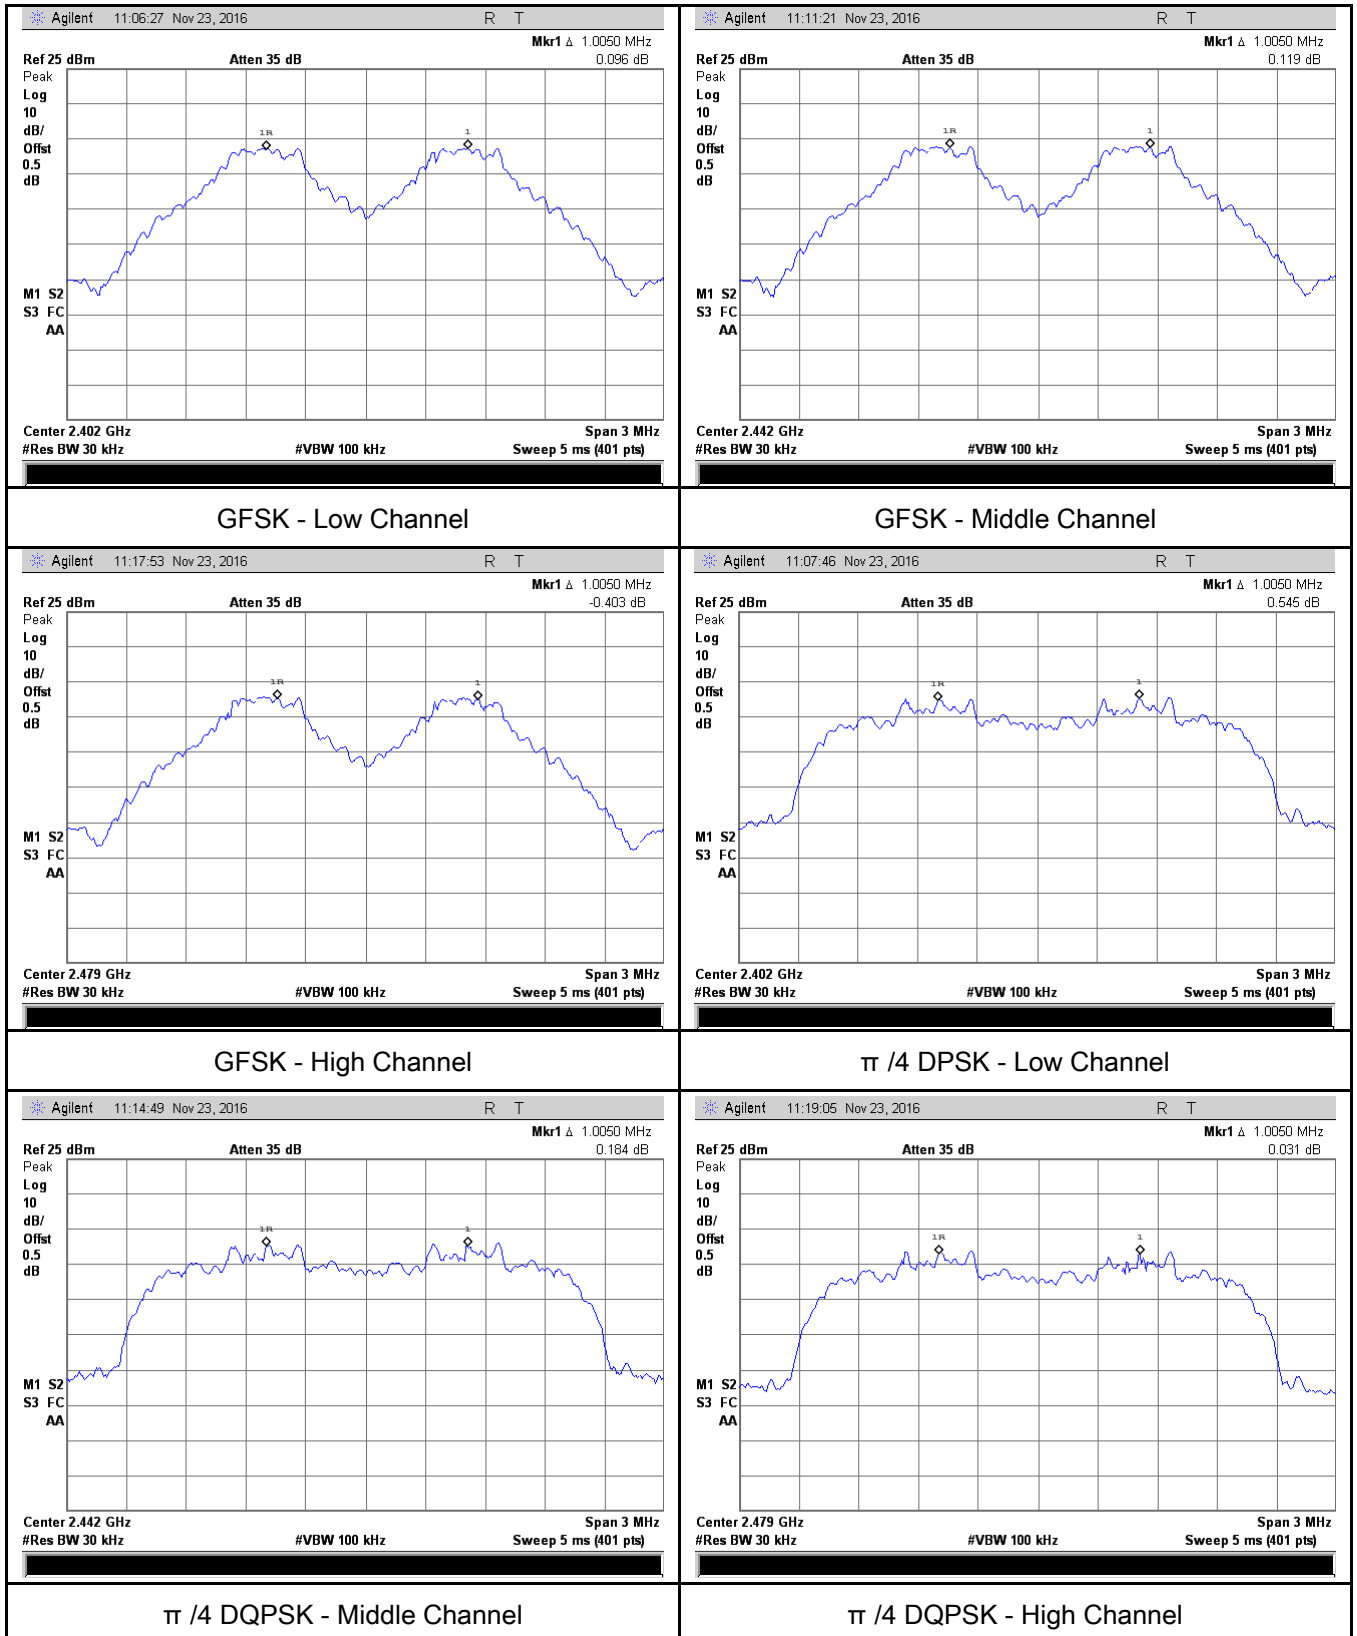 Agilent 11:06:27 Nov 23, 2016 R T
Mkr1 Δ 1.0050 MHz
Ref 25 dBm Atten 35 dB 0.096 dB
Peak
Log
10
dB/
Offst
0.5
dB
1R 1
M1 S2
S3 FC
AA
Center 2.402 GHz Span 3 MHz
#Res BW 30 kHz #VBW 100 kHz Sweep 5 ms (401 pts)
GFSK - Low Channel
Agilent 11:11:21 Nov 23, 2016 R T
Mkr1 Δ 1.0050 MHz
Ref 25 dBm Atten 35 dB 0.119 dB
Peak
Log
10
dB/
Offst
0.5
dB
1R 1
M1 S2
S3 FC
AA
Center 2.442 GHz Span 3 MHz
#Res BW 30 kHz #VBW 100 kHz Sweep 5 ms (401 pts)
GFSK - Middle Channel
Agilent 11:17:53 Nov 23, 2016 R T
Mkr1 Δ 1.0050 MHz
Ref 25 dBm Atten 35 dB -0.403 dB
Peak
Log
10
dB/
Offst
0.5
dB
1R 1
M1 S2
S3 FC
AA
Center 2.479 GHz Span 3 MHz
#Res BW 30 kHz #VBW 100 kHz Sweep 5 ms (401 pts)
GFSK - High Channel
Agilent 11:07:46 Nov 23, 2016 R T
Mkr1 Δ 1.0050 MHz
Ref 25 dBm Atten 35 dB 0.545 dB
Peak
Log
10
dB/
Offst
0.5
dB
1R 1
M1 S2
S3 FC
AA
Center 2.402 GHz Span 3 MHz
#Res BW 30 kHz #VBW 100 kHz Sweep 5 ms (401 pts)
π /4 DPSK - Low Channel
Agilent 11:14:49 Nov 23, 2016 R T
Mkr1 Δ 1.0050 MHz
Ref 25 dBm Atten 35 dB 0.184 dB
Peak
Log
10
dB/
Offst
0.5
dB
1R 1
M1 S2
S3 FC
AA
Center 2.442 GHz Span 3 MHz
#Res BW 30 kHz #VBW 100 kHz Sweep 5 ms (401 pts)
π /4 DQPSK - Middle Channel
Agilent 11:19:05 Nov 23, 2016 R T
Mkr1 Δ 1.0050 MHz
Ref 25 dBm Atten 35 dB 0.031 dB
Peak
Log
10
dB/
Offst
0.5
dB
1R 1
M1 S2
S3 FC
AA
Center 2.479 GHz Span 3 MHz
#Res BW 30 kHz #VBW 100 kHz Sweep 5 ms (401 pts)
π /4 DQPSK - High Channel